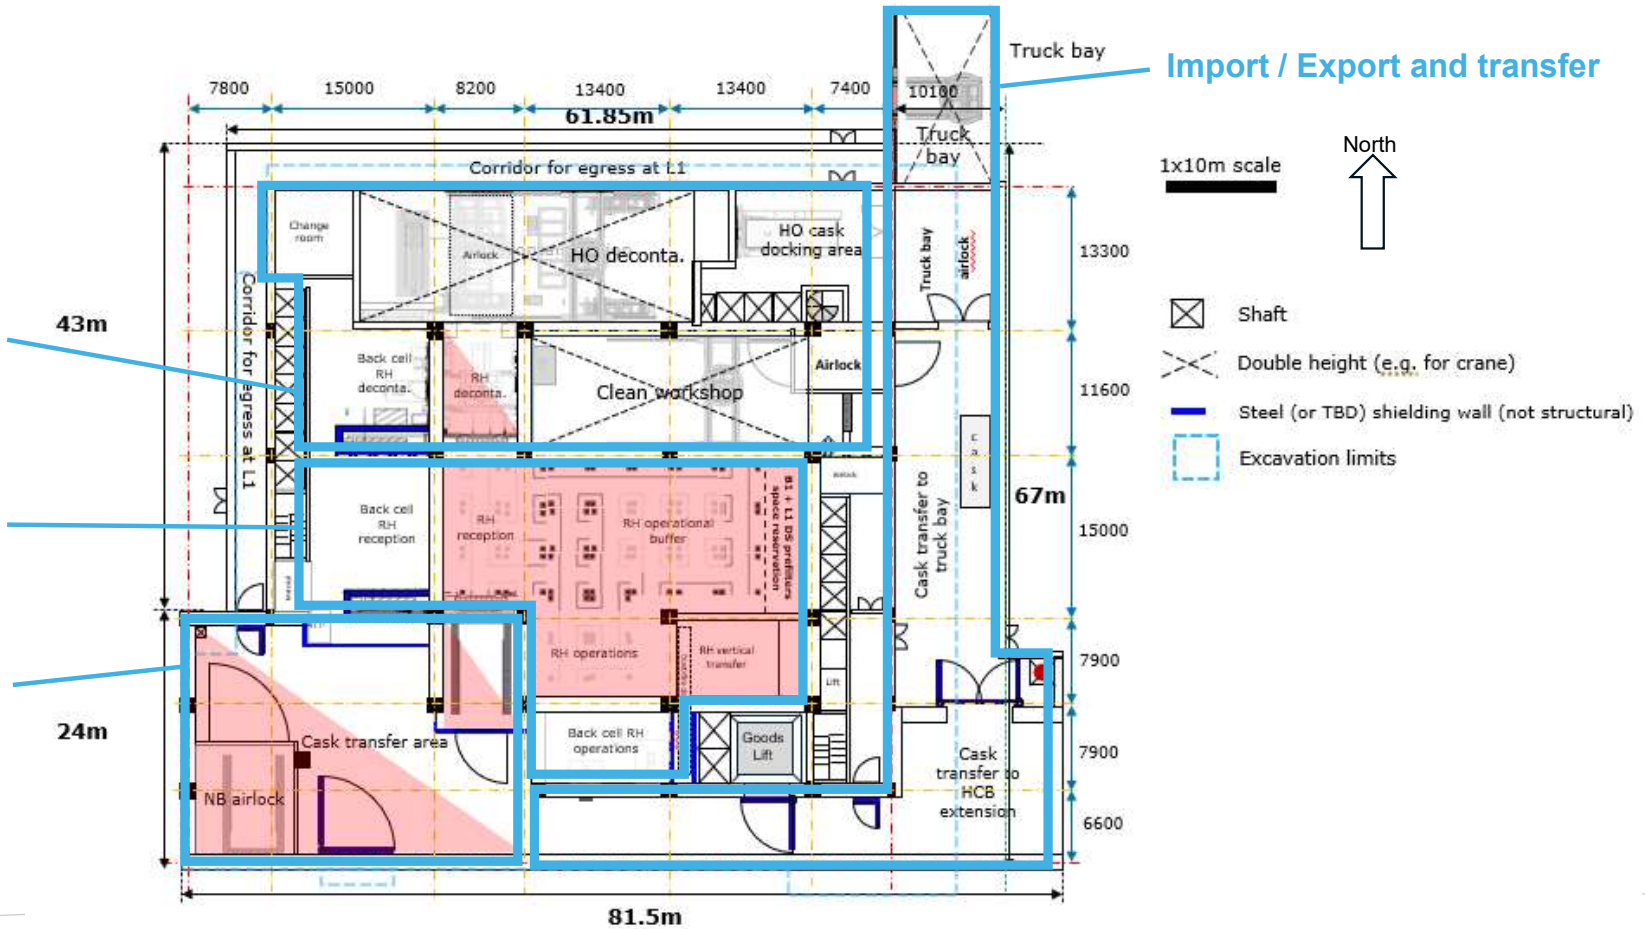 Truck bay
Import / Export and transfer
7800
15000
8200
13400
13400
7400
10100
61.85m
Truck
bay
North
1x10m scale
Corridor for egress at L1
Change
room
Airlock
HO deconta.
HO cask
docking area
Truck bay
airlock
13300
Corridor for egress at L1
43m
Shaft
Back cell
RH
deconta.
RH
deconta.
Clean workshop
Airlock
Double height (e.g. for crane)
11600
Steel (or TBD) shielding wall (not structural)
cask
Excavation limits
Back cell
RH
reception
RH
reception
RH operational
buffer
B1 + L1 DS prefilters
space reservation
Cask transfer to
truck bay
67m
15000
RH operations
RH vertical
transfer
Lift
7900
24m
Cask transfer area
Back cell RH
operations
Goods
Lift
Cask
transfer to
HCB
extension
7900
NB airlock
6600
81.5m